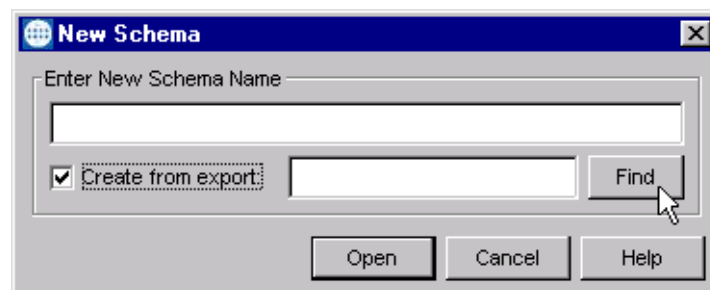 New Schema
Enter New Schema Name
Create from export:
Find
Open Cancel Help